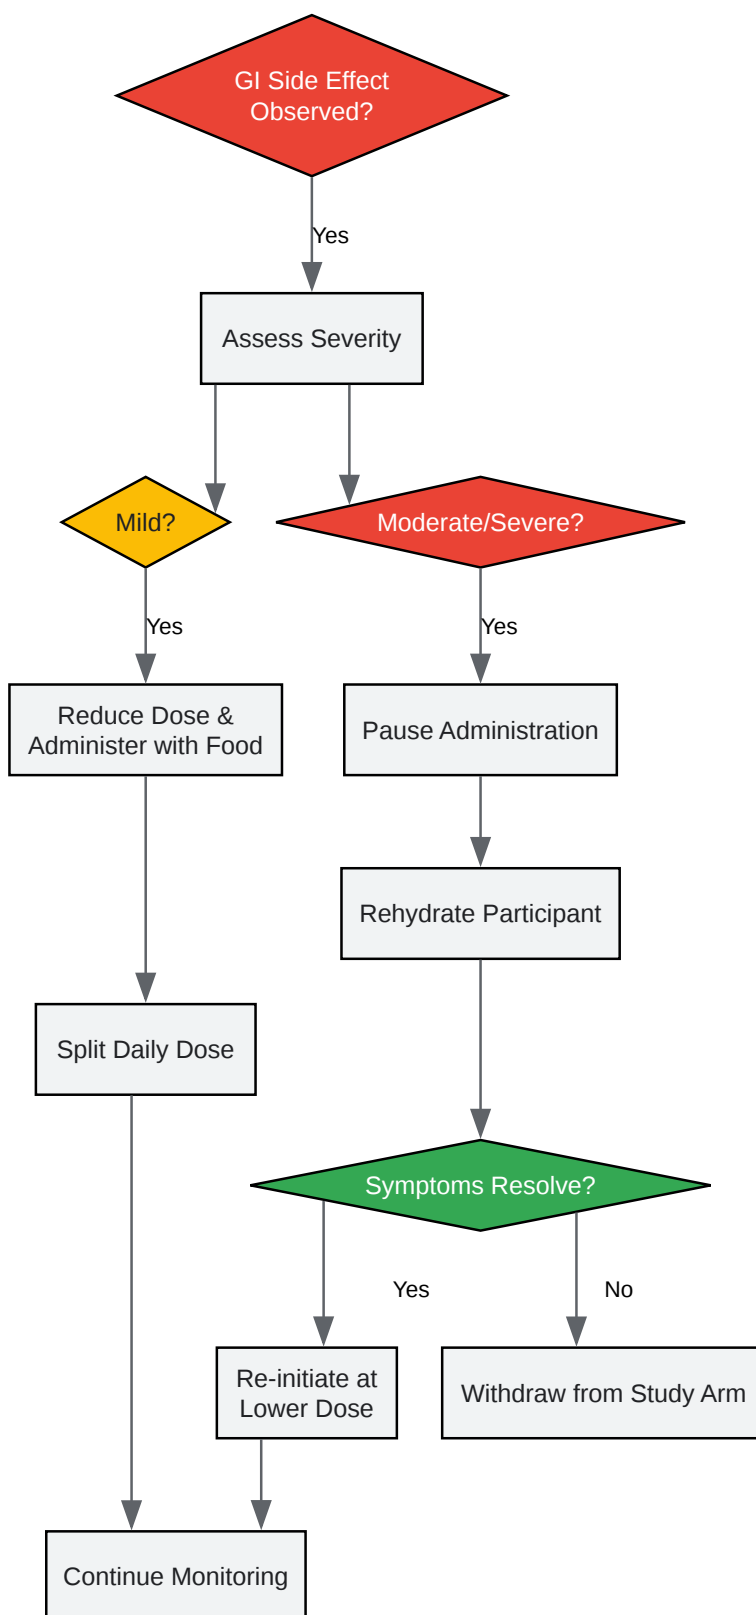 GI Side Effect
Observed?
Yes
Assess Severity
Mild?
Moderate/Severe?
Yes
Yes
Reduce Dose &
Administer with Food
Pause Administration
Rehydrate Participant
Split Daily Dose
Symptoms Resolve?
Yes
No
Re-initiate at
Lower Dose
Withdraw from Study Arm
Continue Monitoring